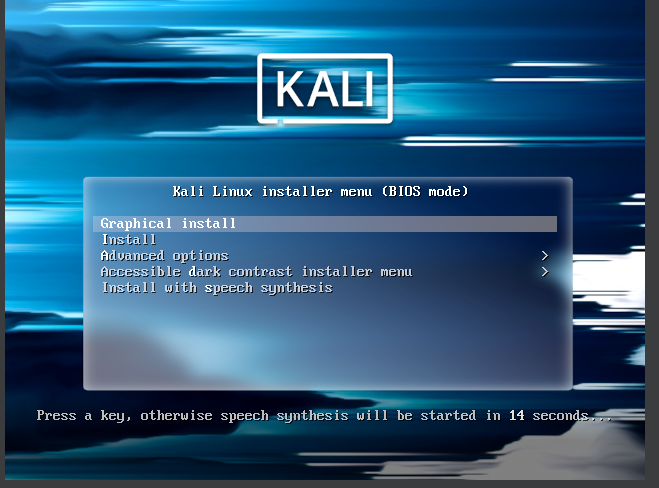 KALI
Kali Linux installer menu (BIOS mode)
Graphical install
Install
Advanced options >
Accessible dark contrast installer menu >
Install with speech synthesis
Press a key, otherwise speech synthesis will be started in 14 seconds...